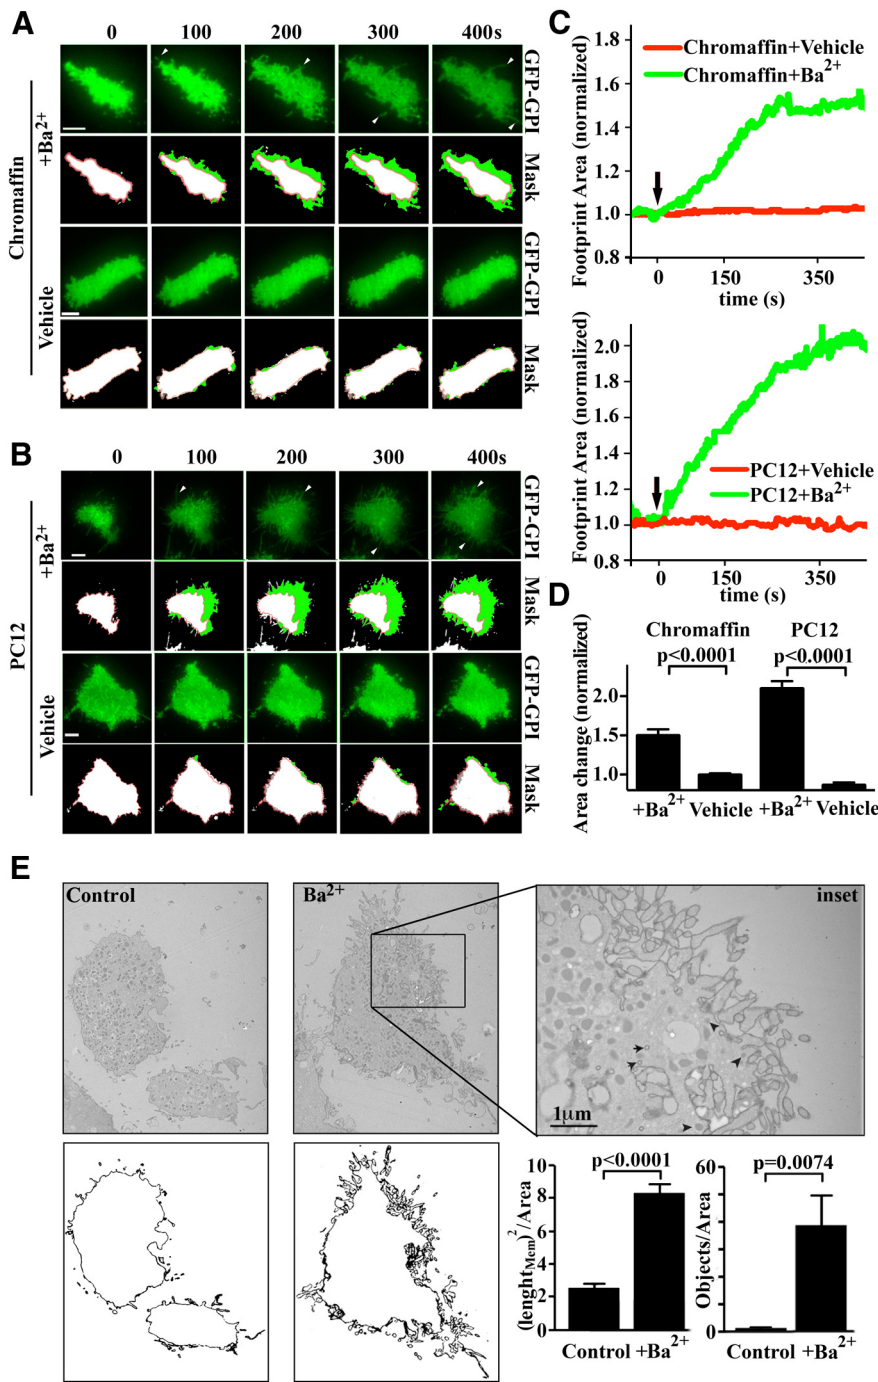 A
0 100 200 300 400s
Chromaffin
+Ba2+
Vehicle
GFP-GPI
Mask
GFP-GPI
Mask
B
0 100 200 300 400s
PC12
+Ba2+
Vehicle
GFP-GPI
Mask
GFP-GPI
Mask
C
Footprint Area (normalized)
1.8
1.6
1.4
1.2
1.0
0.8
Chromaffin+Vehicle
Chromaffin+Ba2+
0 150 350
time (s)
Footprint Area (normalized)
2.0
1.8
1.6
1.4
1.2
1.0
0.8
PC12+Vehicle
PC12+Ba2+
0 150 350
time (s)
D
Chromaffin PC12
p<0.0001 p<0.0001
Area change (normalized)
2.0
1.5
1.0
+Ba2+ Vehicle +Ba2+ Vehicle
E
Control
Ba2+
inset
1μm
(lenghtMem)2/Area
10
8
6
4
2
0
p<0.0001
Control +Ba2+
Objects/Area
60
40
20
0
p=0.0074
Control +Ba2+